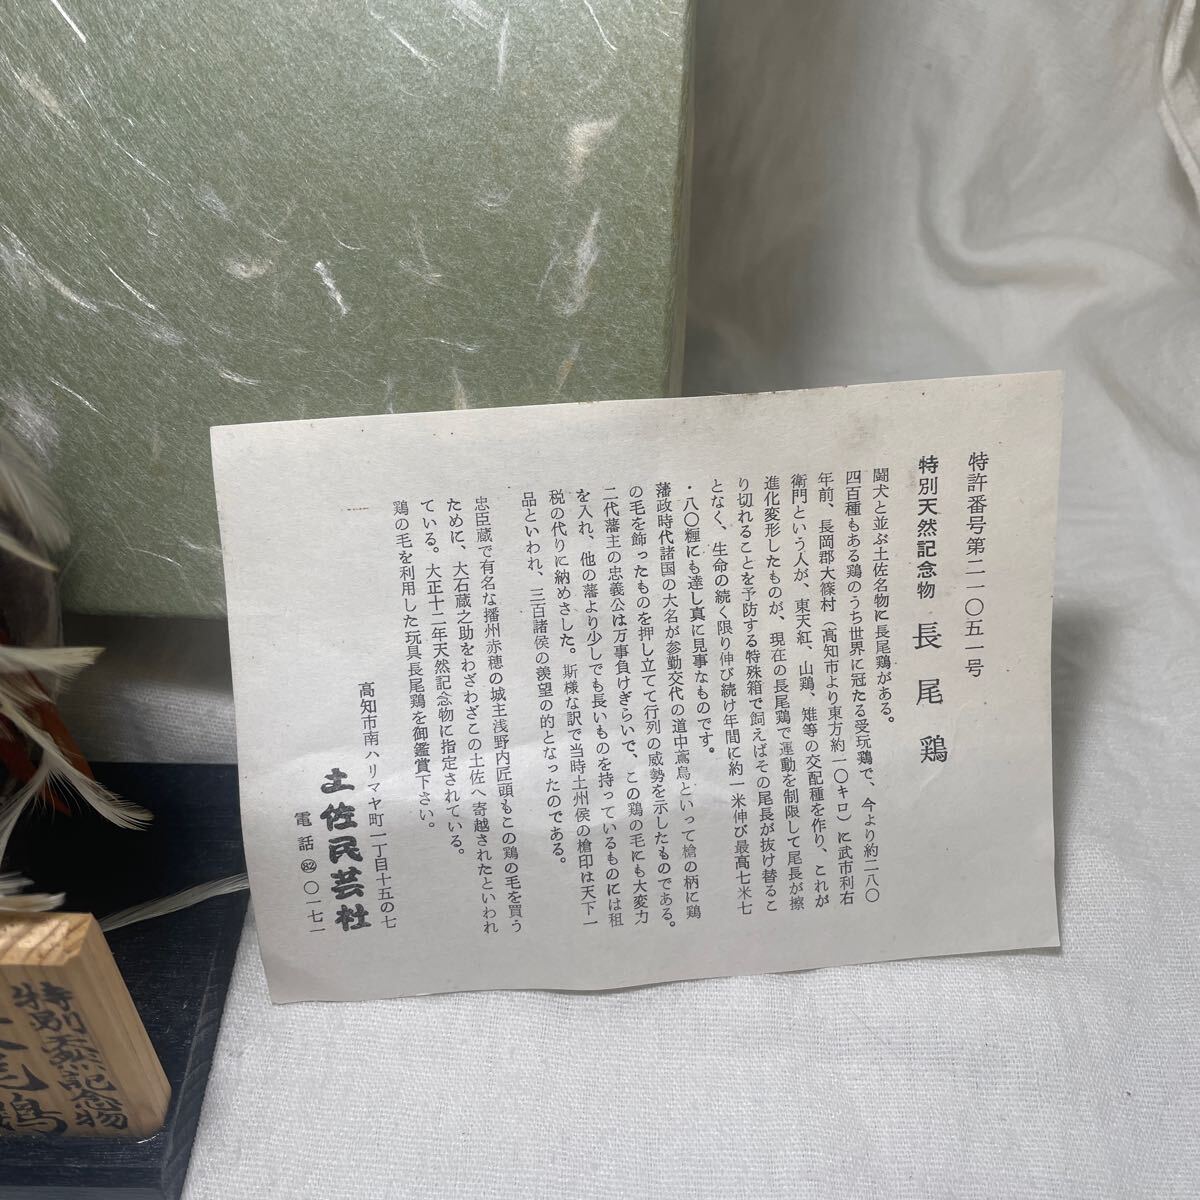 特許番号第二一〇五一号
特別天然記念物 長尾鶏
闘犬と並ぶ土佐名物に長尾鶏がある。
四百種もある鶏のうち世界に冠たる受玩鶏で、今より約二八〇
年前、長岡郡大篠村（高知市より東方約一〇キロ）に武市利右
衛門という人が、東天紅、山鶏、雉等の交配種を作り、これが
進化変形したものが、現在の長尾鶏で運動を制限して尾長が擦
り切れることを予防する特殊箱で飼えばその尾長が抜け替るこ
となく、生命の続く限り伸び続け年間に約一米伸び最高七米七
・八〇糎にも達し真に見事なものです。
藩政時代諸国の大名が参勤交代の道中鳶鳥といって槍の柄に鶏
の毛を飾ったものを押し立てて行列の威勢を示したものである。
二代藩主の忠義公は万事負けぎらいで、この鶏の毛にも大変力
を入れ、他の藩より少しでも長いものを持っているものには租
税の代りに納めさした。斯様な訳で当時土州侯の槍印は天下一
品といわれ、三百諸侯の羨望の的となったのである。
忠臣蔵で有名な播州赤穂の城主浅野内匠頭もこの鶏の毛を買う
ために、大石蔵之助をわざわざこの土佐へ寄越されたといわれ
ている。大正十二年天然記念物に指定されている。
鶏の毛を利用した玩具長尾鶏を御鑑賞下さい。
高知市南ハリマヤ町一丁目十五の七
土佐民芸社
電話㉒〇一七一
特別天然記念物
尾鶏